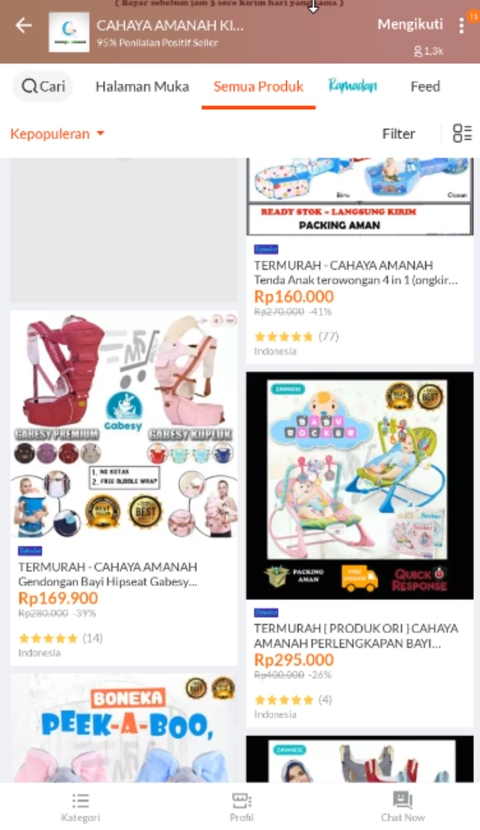 ( Bayar sebelum jam 3 sore kirim hari yang sama )
CAHAYA AMANAH KI...
95% Penilaian Positif Seller
Mengikuti
1,3k
Cari
Halaman Muka
Semua Produk
Ramadan
Feed
Kepopuleran
Filter
Biru
Ocean
READY STOK - LANGSUNG KIRIM
PACKING AMAN
TERMURAH - CAHAYA AMANAH
Tenda Anak terowongan 4 in 1 (ongkir...
Rp160.000
Rp270.000 -41%
(77)
Indonesia
Gabesy
GABESY PREMIUM
GABESY KUPLUK
1. NO KOTAK
2. FREE BUBBLE WRAP
TERMURAH - CAHAYA AMANAH
Gendongan Bayi Hipseat Gabesy...
Rp169.900
Rp280.000 -39%
(14)
Indonesia
BABY
ROCKER
PACKING
AMAN
QUICK
RESPONSE
TERMURAH [ PRODUK ORI ] CAHAYA
AMANAH PERLENGKAPAN BAYI...
Rp295.000
Rp400.000 -26%
(4)
Indonesia
BONEKA
PEEK-A-BOO,
Kategori
Profil
Chat Now